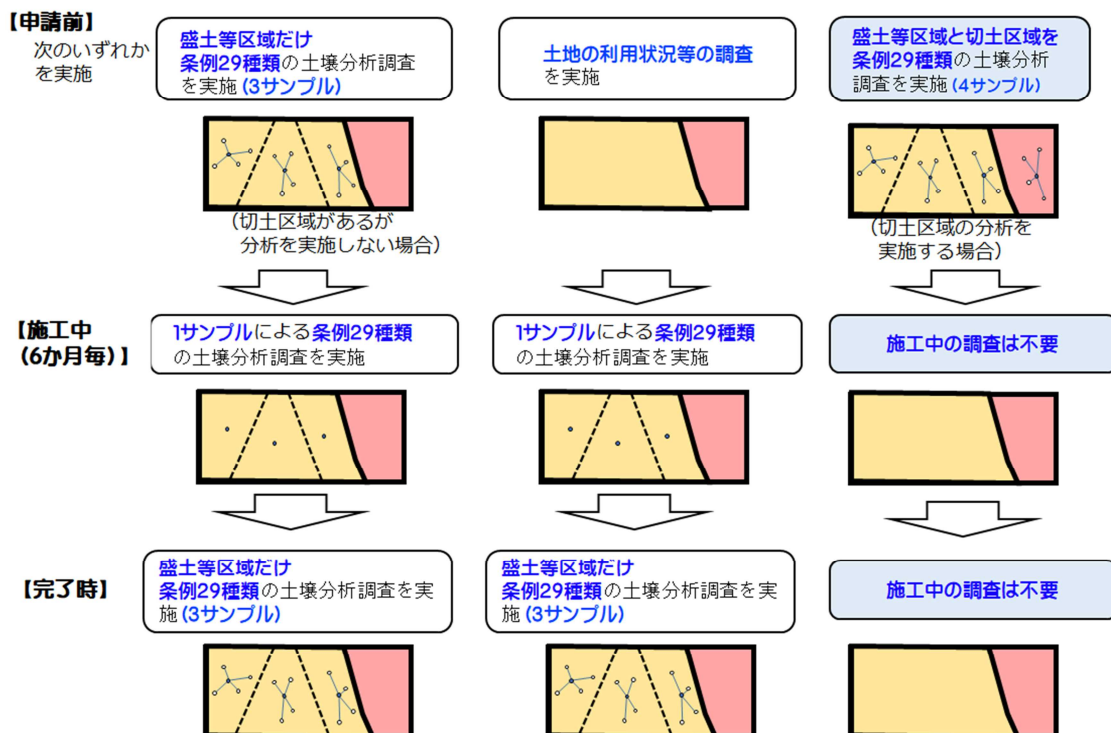 【申請前】
次のいずれか
を実施
盛土等区域だけ
条例29種類の土壌分析調査
を実施(3サンプル)
土地の利用状況等の調査
を実施
盛土等区域と切土区域を
条例29種類の土壌分析
調査を実施(4サンプル)
(切土区域があるが
分析を実施しない場合)
(切土区域の分析を
実施する場合)
【施工中
(6か月毎)】
1サンプルによる条例29種類
の土壌分析調査を実施
1サンプルによる条例29種類
の土壌分析調査を実施
施工中の調査は不要
【完了時】
盛土等区域だけ
条例29種類の土壌分析調査を実
施(3サンプル)
盛土等区域だけ
条例29種類の土壌分析調査を実
施(3サンプル)
施工中の調査は不要